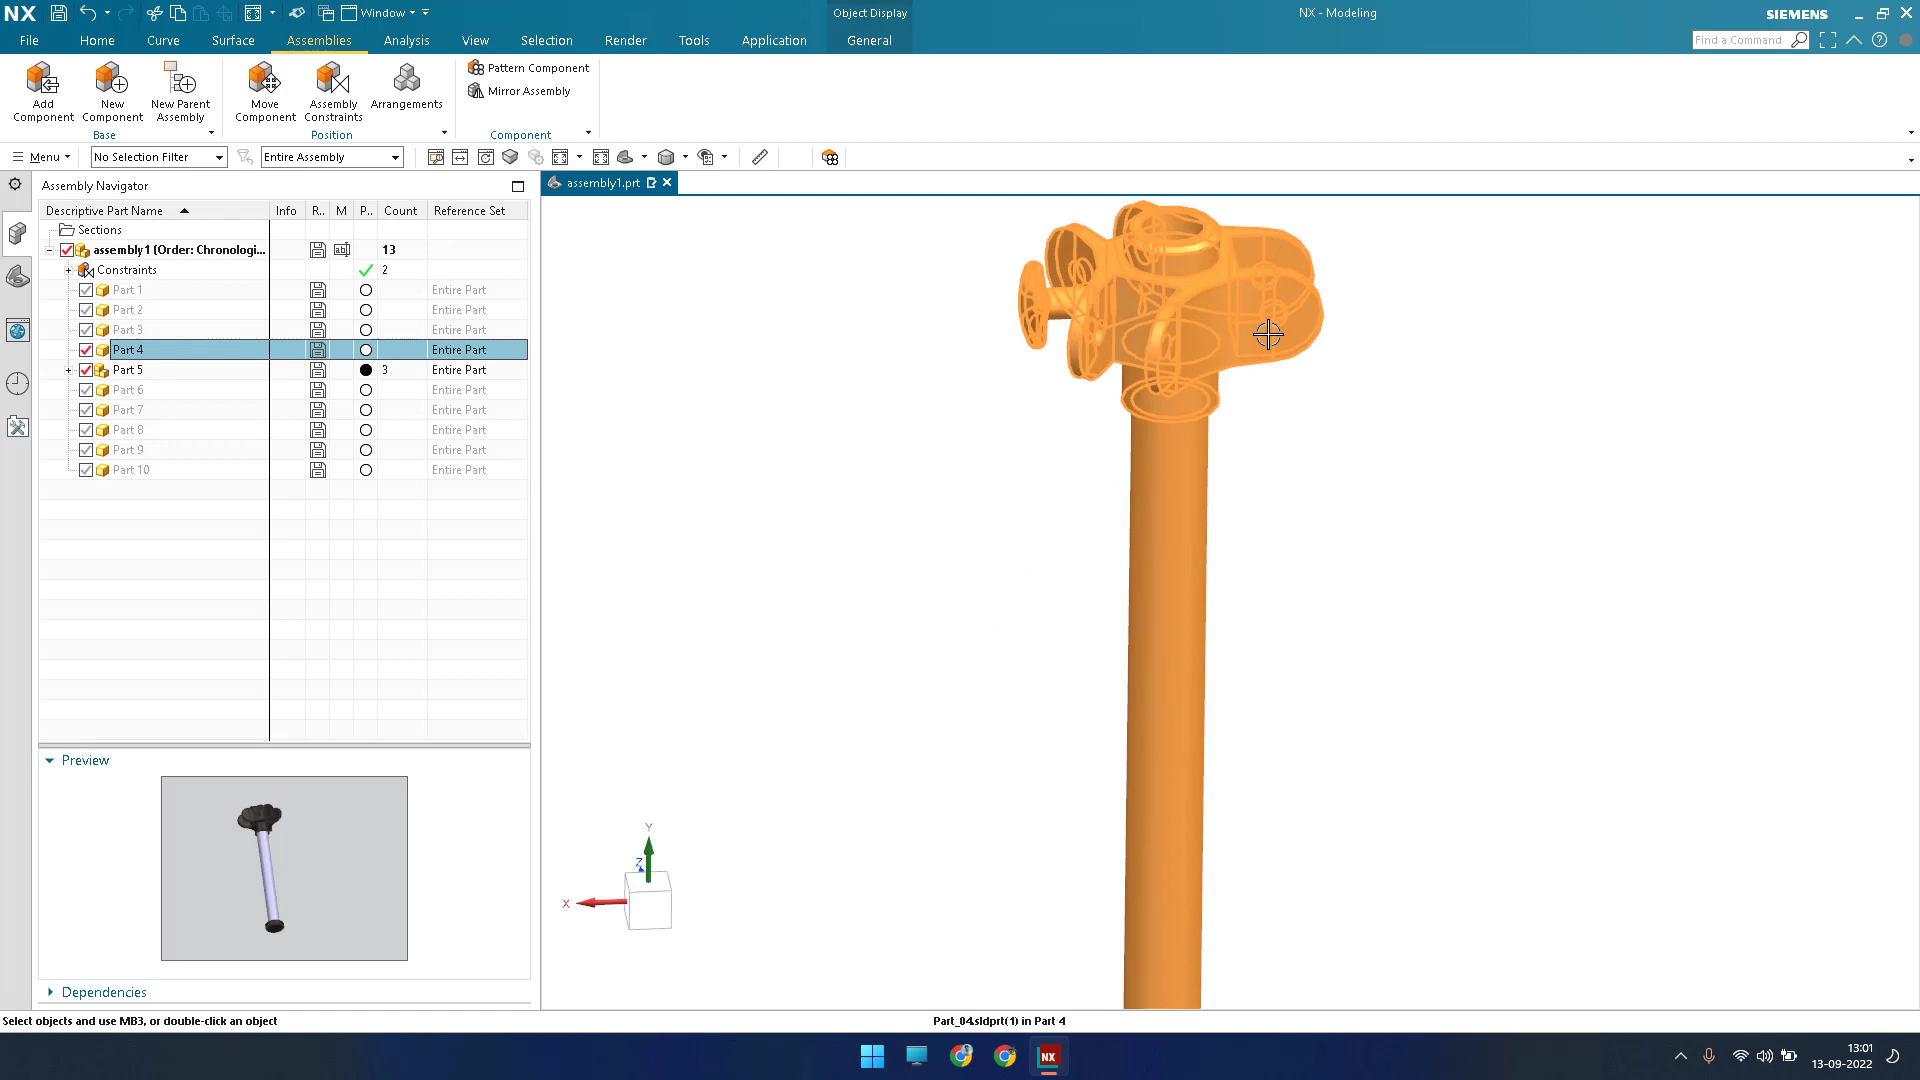 NX
Window
Object Display
NX - Modeling
SIEMENS
File
Home
Curve
Surface
Assemblies
Analysis
View
Selection
Render
Tools
Application
General
Find a Command
Add Component
New Component
New Parent Assembly
Base
Move Component
Assembly Constraints
Arrangements
Position
Pattern Component
Mirror Assembly
Component
Menu
No Selection Filter
Entire Assembly
Assembly Navigator
assembly1.prt
Descriptive Part Name
Info
R..
M
P..
Count
Reference Set
Sections
assembly1 (Order: Chronologi... 13
Constraints 2
Part 1 Entire Part
Part 2 Entire Part
Part 3 Entire Part
Part 4 Entire Part
Part 5 3 Entire Part
Part 6 Entire Part
Part 7 Entire Part
Part 8 Entire Part
Part 9 Entire Part
Part 10 Entire Part
Preview
Y
Z
X
Dependencies
Select objects and use MB3, or double-click an object
Part_04.sldprt(1) in Part 4
NX
13:01
13-09-2022